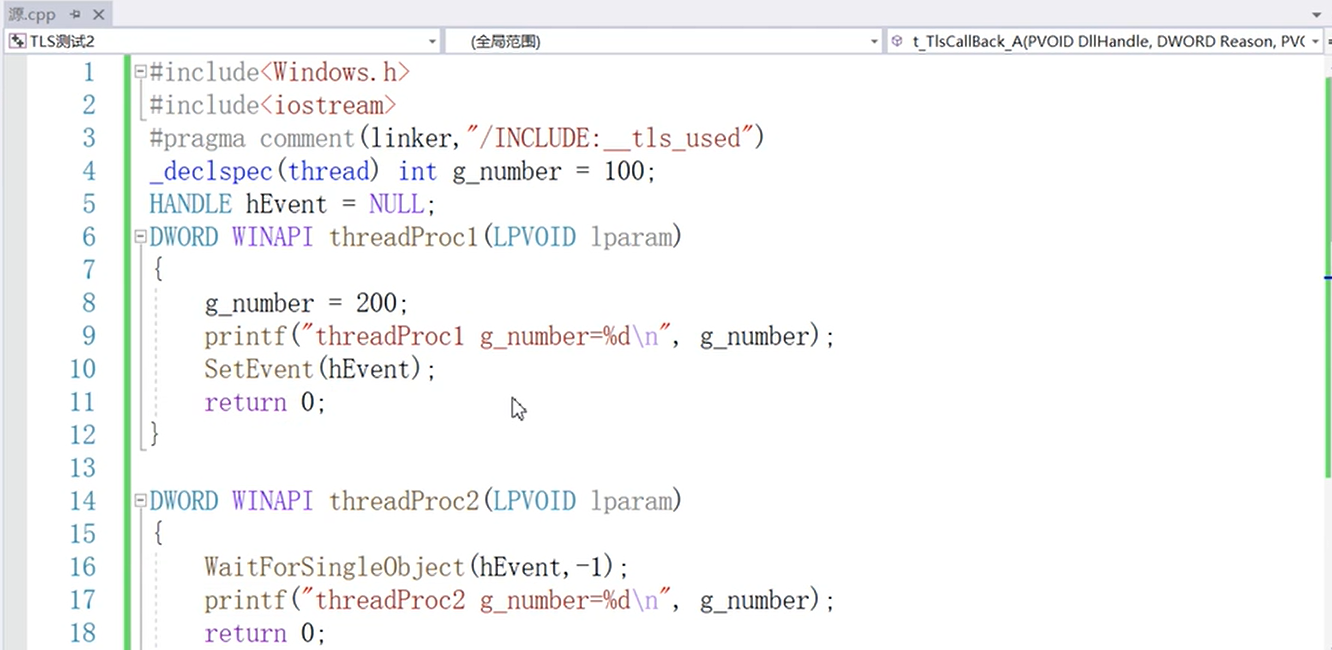 源.cpp
TLS测试2 (全局范围) t_TlsCallBack_A(PVOID DllHandle, DWORD Reason, PV(
1 #include<Windows.h>
2 #include<iostream>
3 #pragma comment(linker,"/INCLUDE:__tls_used")
4 _declspec(thread) int g_number = 100;
5 HANDLE hEvent = NULL;
6 DWORD WINAPI threadProc1(LPVOID lparam)
7 {
8 g_number = 200;
9 printf("threadProc1 g_number=%d\n", g_number);
10 SetEvent(hEvent);
11 return 0;
12 }
13
14 DWORD WINAPI threadProc2(LPVOID lparam)
15 {
16 WaitForSingleObject(hEvent,-1);
17 printf("threadProc2 g_number=%d\n", g_number);
18 return 0;